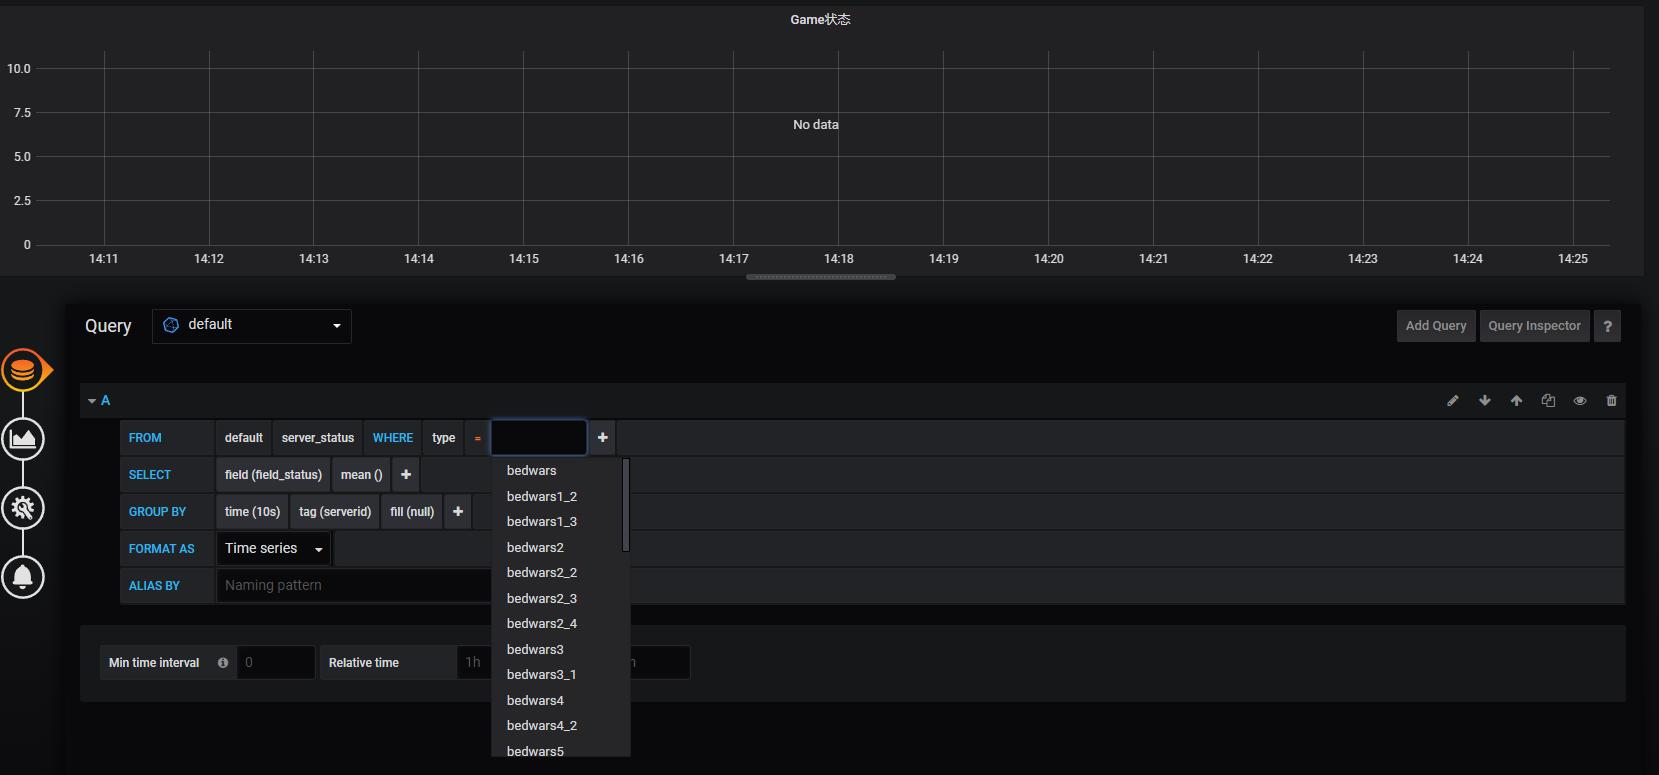 Game状态
10.0
7.5
No data
5.0
2.5
0
14:11 14:12 14:13 14:14 14:15 14:16 14:17 14:18 14:19 14:20 14:21 14:22 14:23 14:24 14:25
Query default Add Query Query Inspector ?
A
FROM default server_status WHERE type = +
SELECT field (field_status) mean () +
GROUP BY time (10s) tag (serverid) fill (null) +
FORMAT AS Time series
ALIAS BY Naming pattern
bedwars
bedwars1_2
bedwars1_3
bedwars2
bedwars2_2
bedwars2_3
bedwars2_4
bedwars3
bedwars3_1
bedwars4
bedwars4_2
bedwars5
Min time interval 0 Relative time 1h